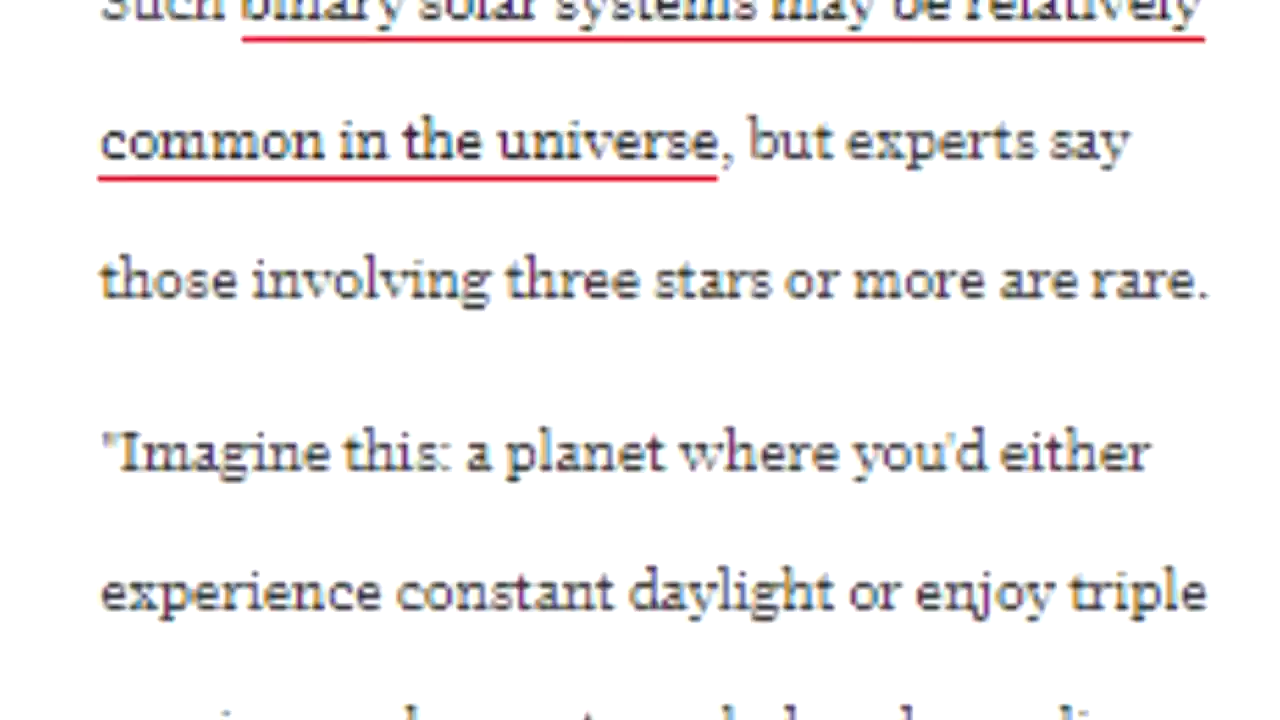 Such binary solar systems may be relatively
common in the universe, but experts say
those involving three stars or more are rare.
"Imagine this: a planet where you'd either
experience constant daylight or enjoy triple